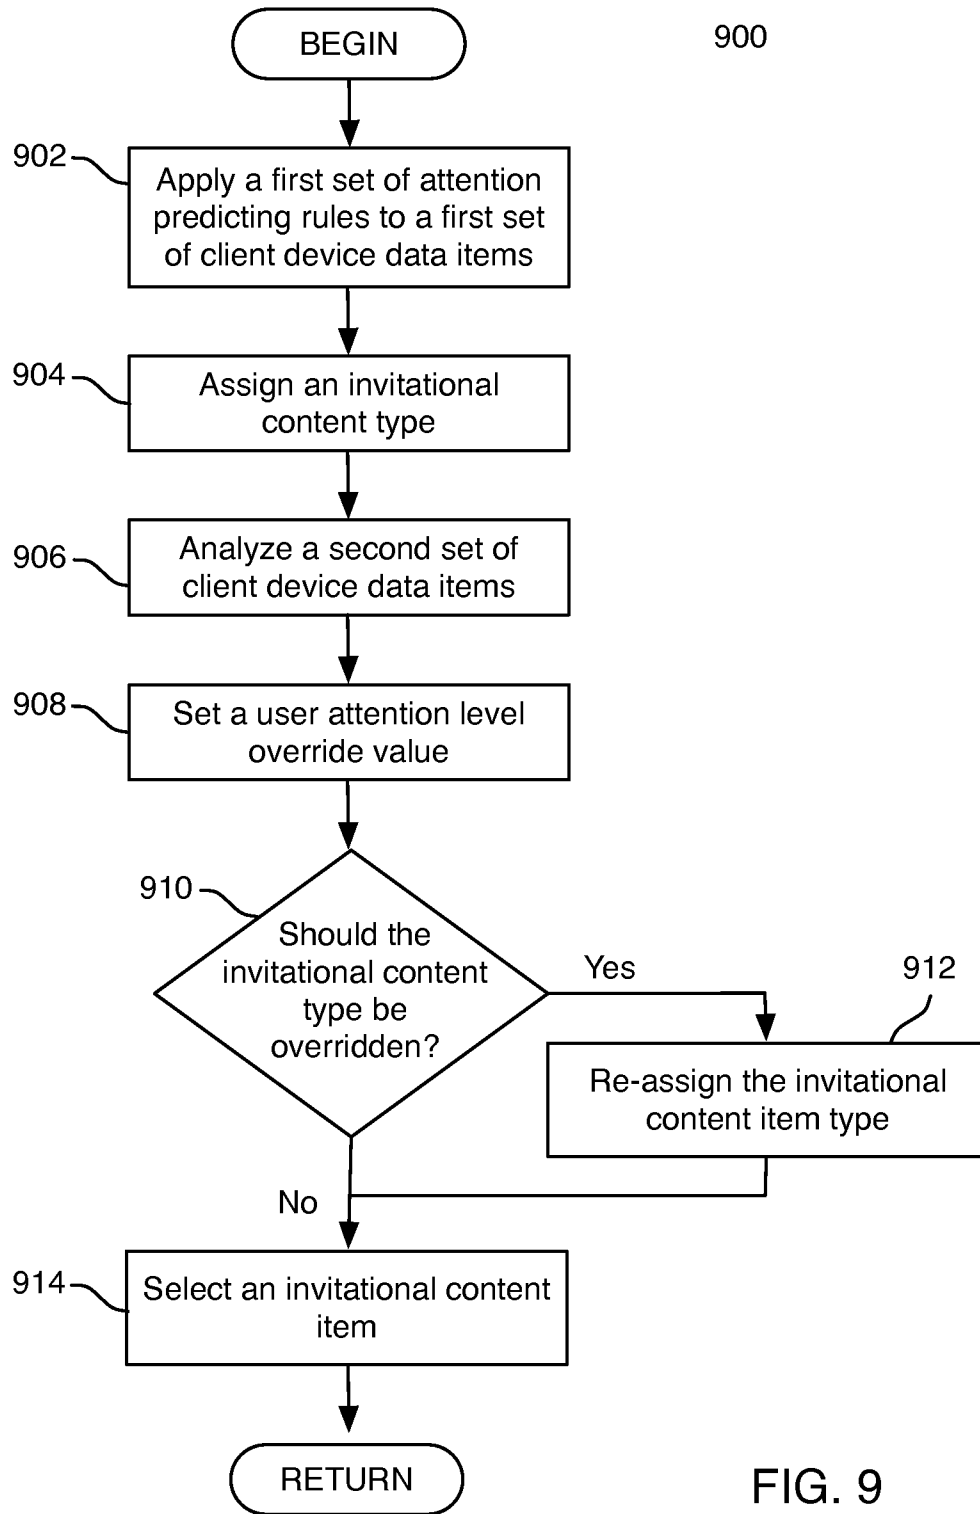 BEGIN
900
902
Apply a first set of attention
predicting rules to a first set
of client device data items
904
Assign an invitational
content type
906
Analyze a second set of
client device data items
908
Set a user attention level
override value
910
Should the
invitational content
type be
overridden?
Yes
912
Re-assign the invitational
content item type
No
914
Select an invitational content
item
RETURN
FIG. 9